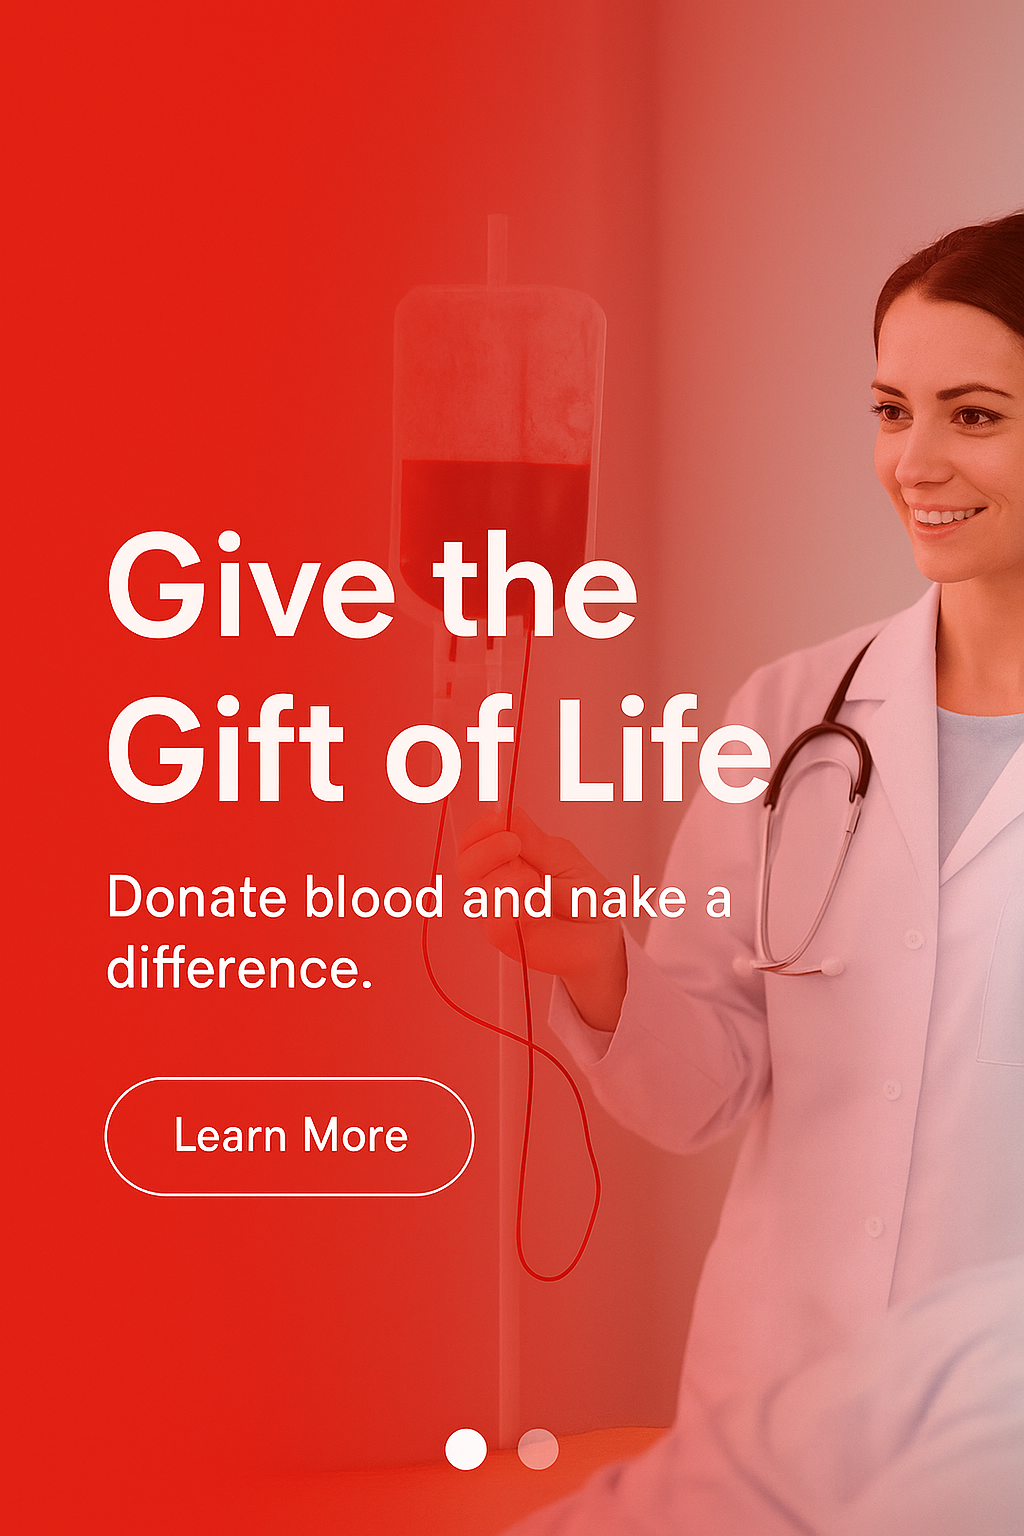 Give the
Gift of Life
Donate blood and nake a
difference.
Learn More